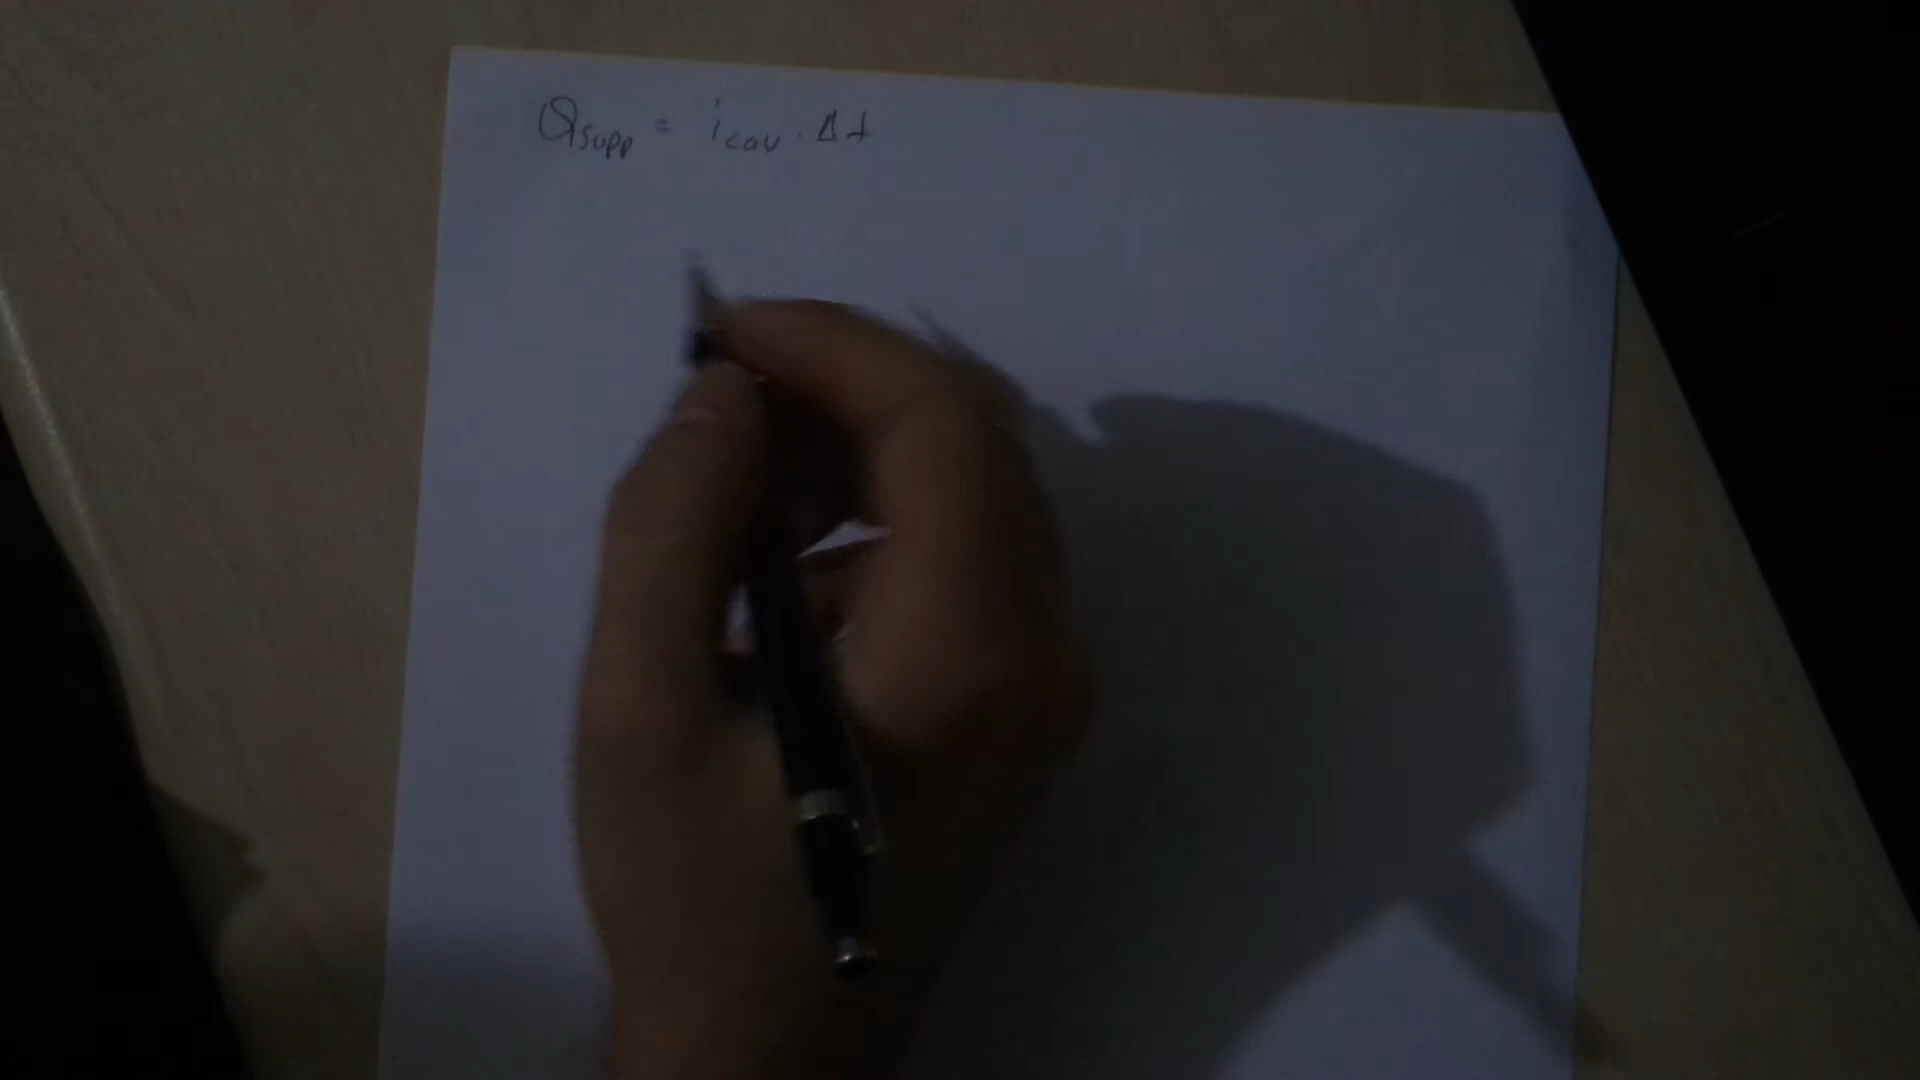 Qsupp = icav . Δt